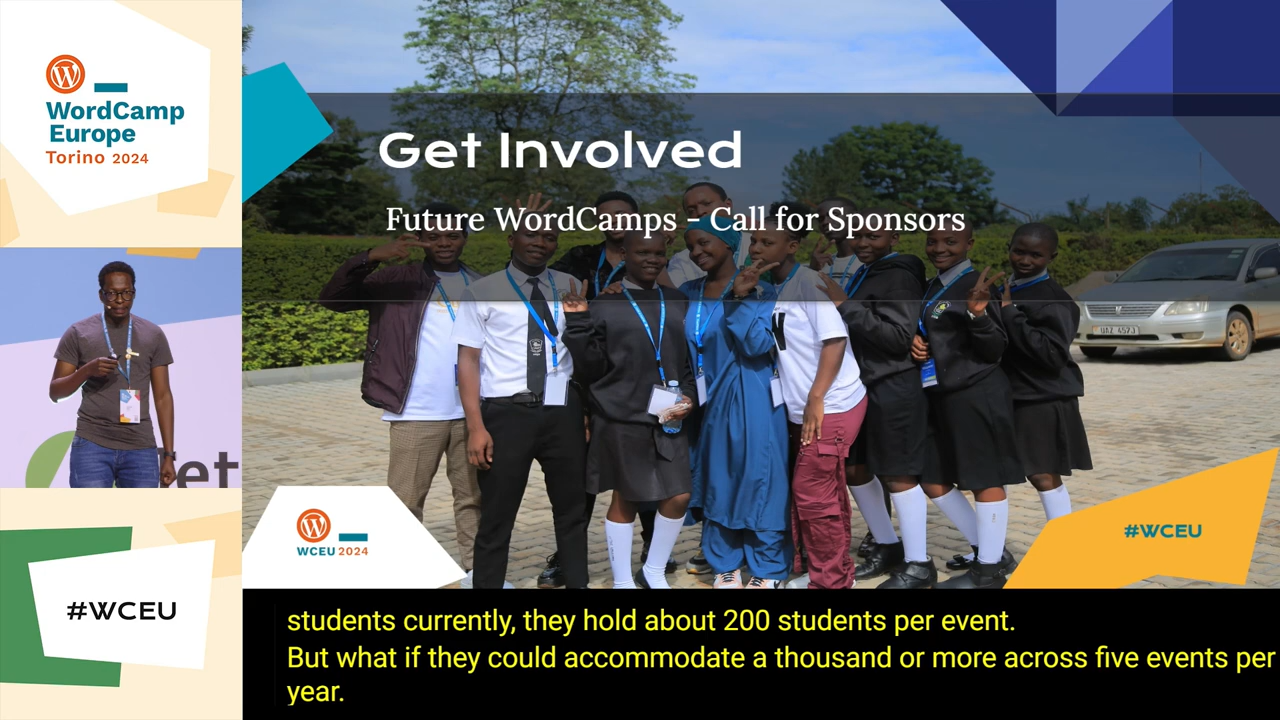 WordCamp
Europe
Torino 2024
Get Involved
Future WordCamps - Call for Sponsors
UAZ 457J
WCEU 2024
#WCEU
#WCEU
students currently, they hold about 200 students per event.
But what if they could accommodate a thousand or more across five events per
year.